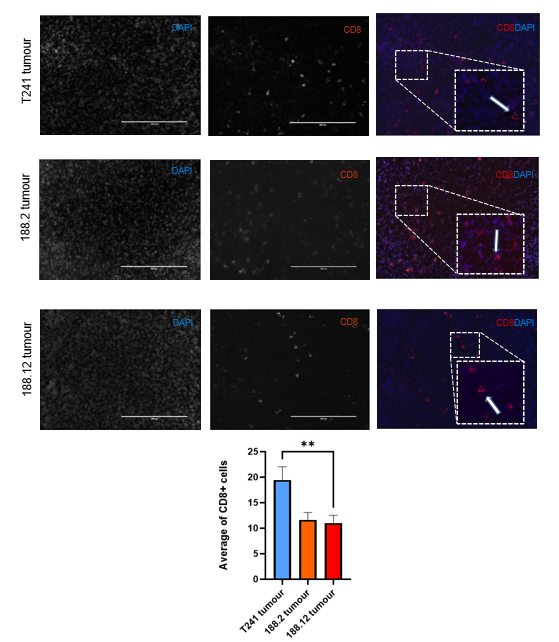 T241 tumour
DAPI
CD8
CD8DAPI
188.2 tumour
DAPI
CD8
CD8DAPI
188.12 tumour
DAPI
CD8
CD8DAPI
**
Average of CD8+ cells
25
20
15
10
5
0
T241 tumour
188.2 tumour
188.12 tumour